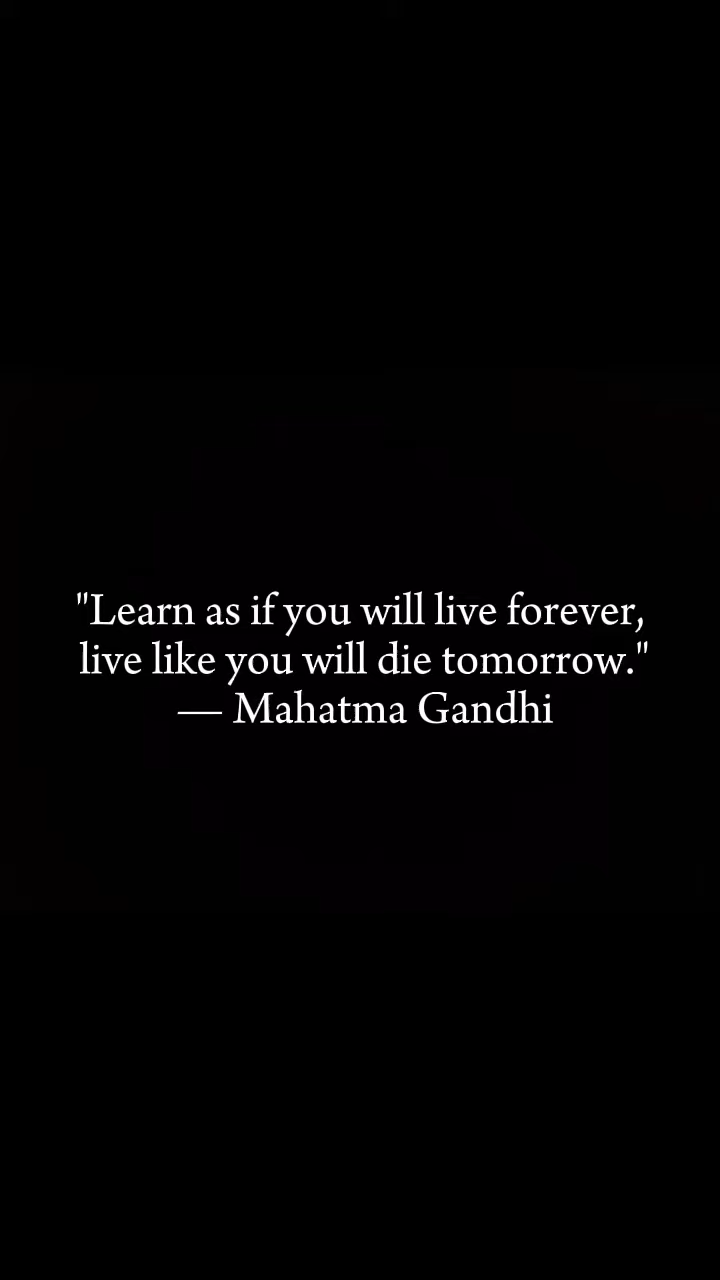 "Learn as if you will live forever,
live like you will die tomorrow."
— Mahatma Gandhi